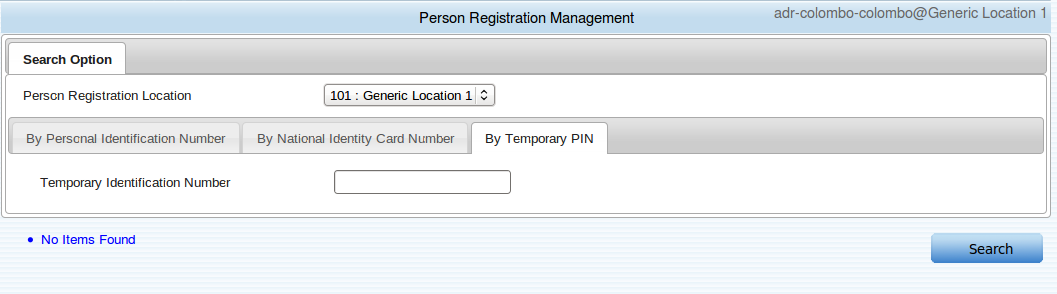 Person Registration Management
adr-colombo-colombo@Generic Location 1
Search Option
Person Registration Location 101 : Generic Location 1
By Personal Identification Number By National Identity Card Number By Temporary PIN
Temporary Identification Number
• No Items Found
Search